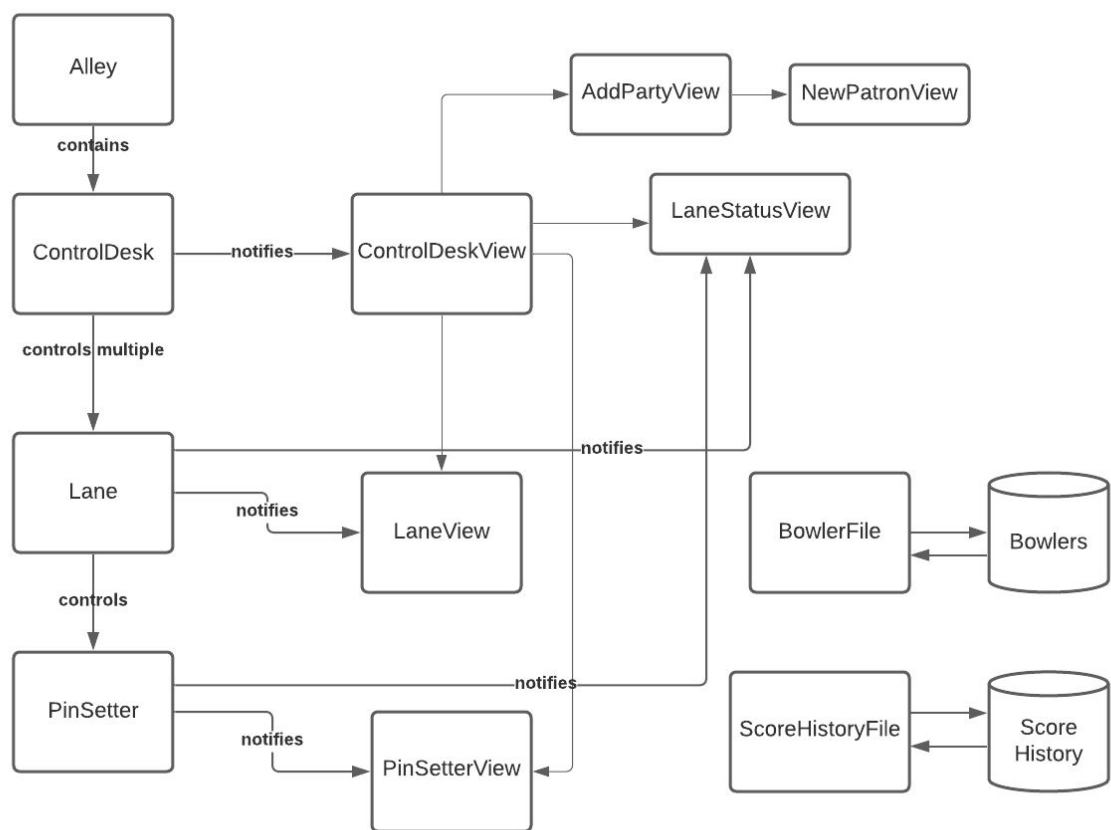 Alley
AddPartyView
NewPatronView
contains
LaneStatusView
ControlDesk
notifies
ControlDeskView
controls multiple
notifies
Lane
notifies
LaneView
BowlerFile
Bowlers
controls
notifies
PinSetter
notifies
PinSetterView
ScoreHistoryFile
Score
History